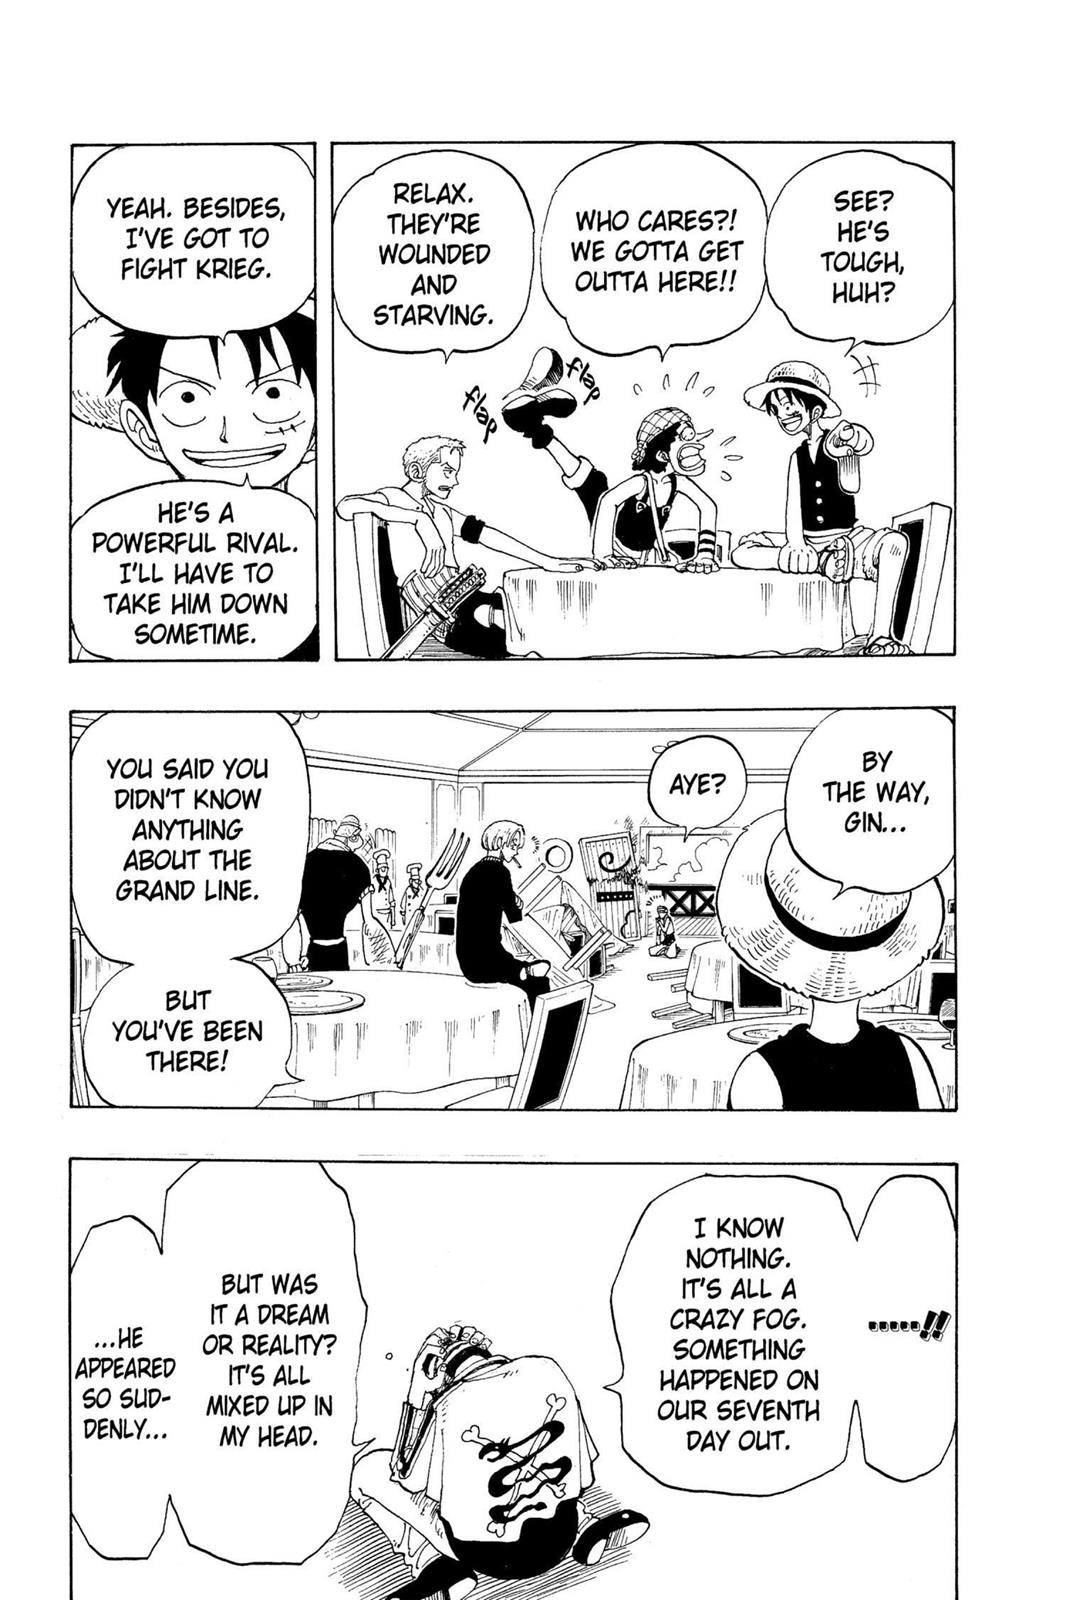 SEE?
HE'S
TOUGH,
HUH?
WHO CARES?!
WE GOTTA GET
OUTTA HERE!!
RELAX.
THEY'RE
WOUNDED
AND
STARVING.
flap
flap
YEAH. BESIDES,
I'VE GOT TO
FIGHT KRIEG.
HE'S A
POWERFUL RIVAL.
I'LL HAVE TO
TAKE HIM DOWN
SOMETIME.
BY
THE WAY,
GIN...
AYE?
YOU SAID YOU
DIDN'T KNOW
ANYTHING
ABOUT THE
GRAND LINE.
BUT
YOU'VE BEEN
THERE!
......!!
I KNOW
NOTHING.
IT'S ALL A
CRAZY FOG.
SOMETHING
HAPPENED ON
OUR SEVENTH
DAY OUT.
BUT WAS
IT A DREAM
OR REALITY?
IT'S ALL
MIXED UP IN
MY HEAD.
...HE
APPEARED
SO SUD-
DENLY...